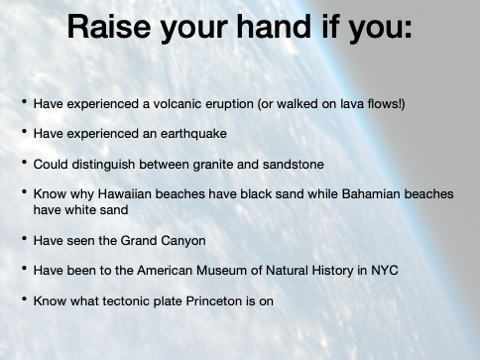 Raise your hand if you:
• Have experienced a volcanic eruption (or walked on lava flows!)
• Have experienced an earthquake
• Could distinguish between granite and sandstone
• Know why Hawaiian beaches have black sand while Bahamian beaches
have white sand
• Have seen the Grand Canyon
• Have been to the American Museum of Natural History in NYC
• Know what tectonic plate Princeton is on